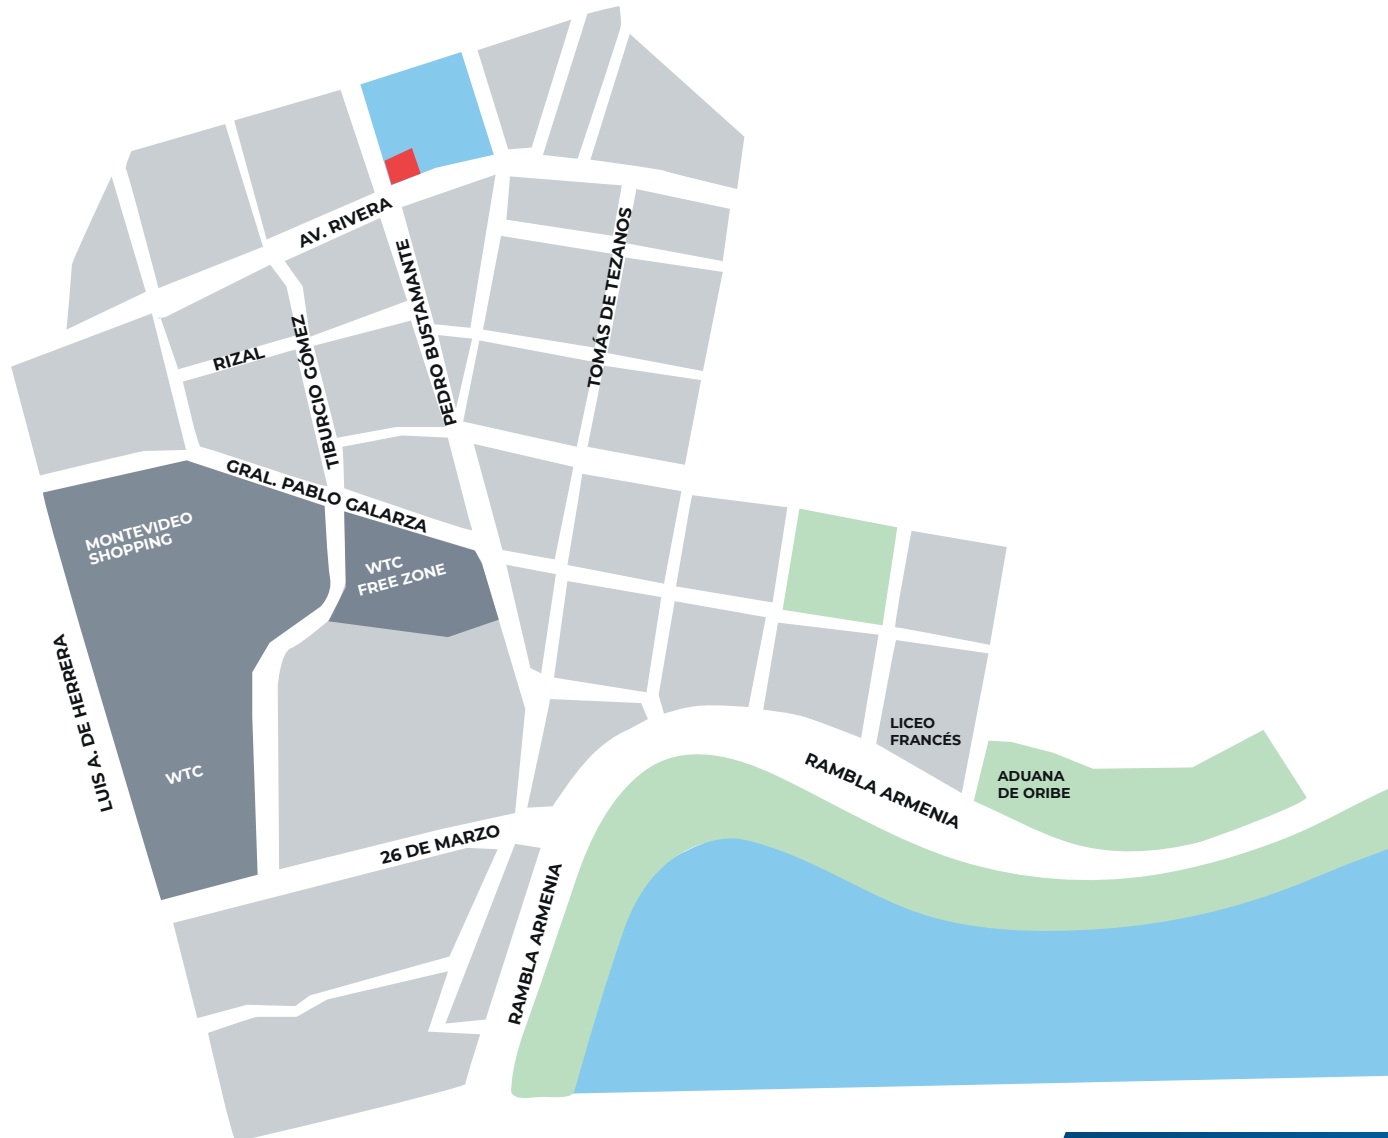 AV. RIVERA
PEDRO BUSTAMANTE
TOMÁS DE TEZANOS
RIZAL
TIBURCIO GÓMEZ
GRAL. PABLO GALARZA
MONTEVIDEO
SHOPPING
WTC
FREE ZONE
LUIS A. DE HERRERA
WTC
LICEO
FRANCÉS
RAMBLA ARMENIA
ADUANA
DE ORIBE
26 DE MARZO
RAMBLA ARMENIA